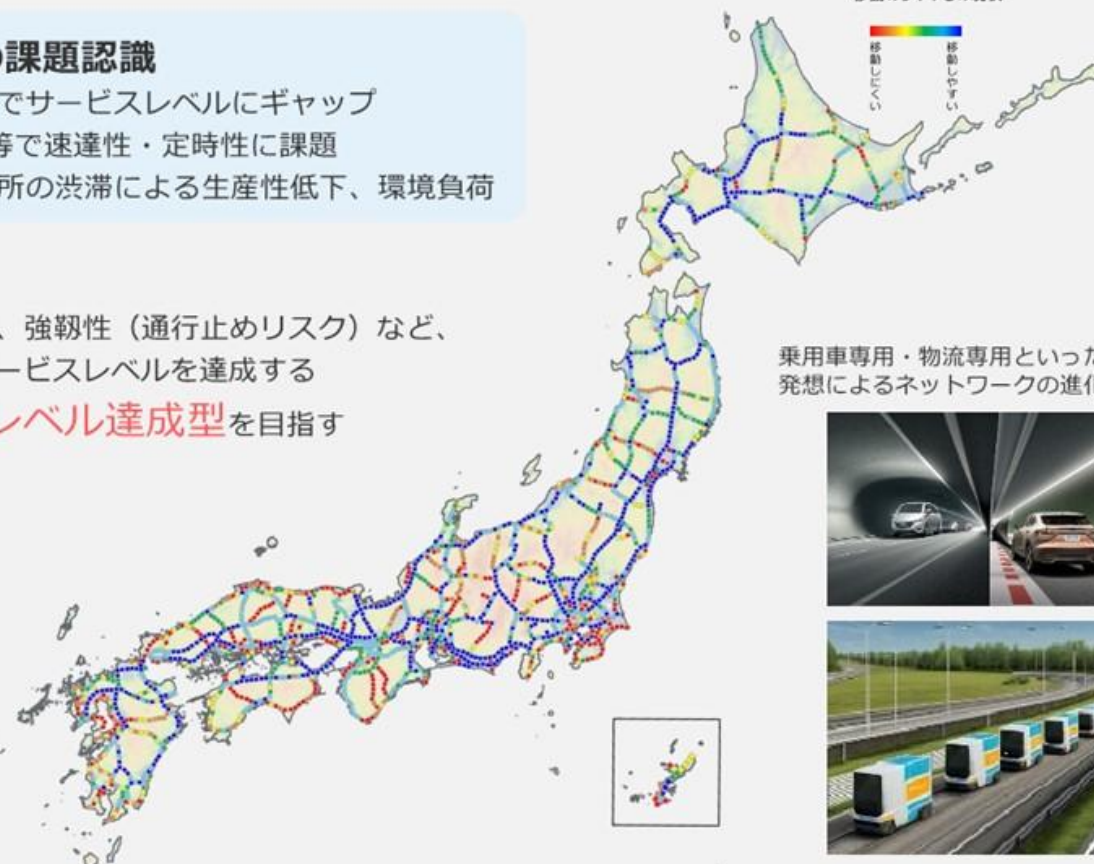 の課題認識
でサービスレベルにギャップ
等で速達性・定時性に課題
所の渋滞による生産性低下、環境負荷
移動しにくい
移動しやすい
、強靱性(通行止めリスク)など、
ービスレベルを達成する
レベル達成型を目指す
乗用車専用・物流専用といった
発想によるネットワークの進化